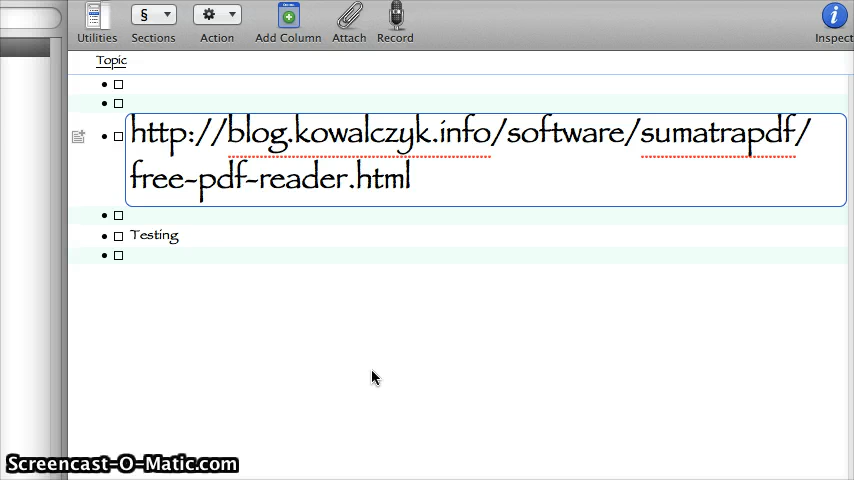 Utilities
§
Sections
Action
Add Column
Attach
Record
Inspect
Topic
http://blog.kowalczyk.info/software/sumatrapdf/
free-pdf-reader.html
Testing
Screencast-O-Matic.com